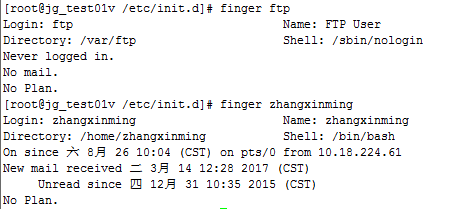 [root@jg_test01v /etc/init.d]# finger ftp
Login: ftp                              Name: FTP User
Directory: /var/ftp                     Shell: /sbin/nologin
Never logged in.
No mail.
No Plan.
[root@jg_test01v /etc/init.d]# finger zhangxinming
Login: zhangxinming                     Name: zhangxinming
Directory: /home/zhangxinming           Shell: /bin/bash
On since 六 8月 26 10:04 (CST) on pts/0 from 10.18.224.61
New mail received 二 3月 14 12:28 2017 (CST)
     Unread since 四 12月 31 10:35 2015 (CST)
No Plan.